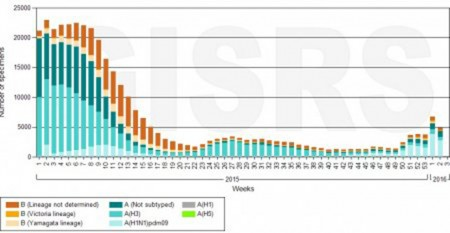 GISRS
25000
20000
15000
10000
5000
0
Number of specimens
1 2 3 4 5 6 7 8 9 10 11 12 13 14 15 16 17 18 19 20 21 22 23 24 25 26 27 28 29 30 31 32 33 34 35 36 37 38 39 40 41 42 43 44 45 46 47 48 49 50 51 52 53 1 2 3
2015 2016
Weeks
B (Lineage not determined) A (Not subtyped) A(H1)
B (Victoria lineage) A(H3) A(H5)
B (Yamagata lineage) A(H1N1)pdm09